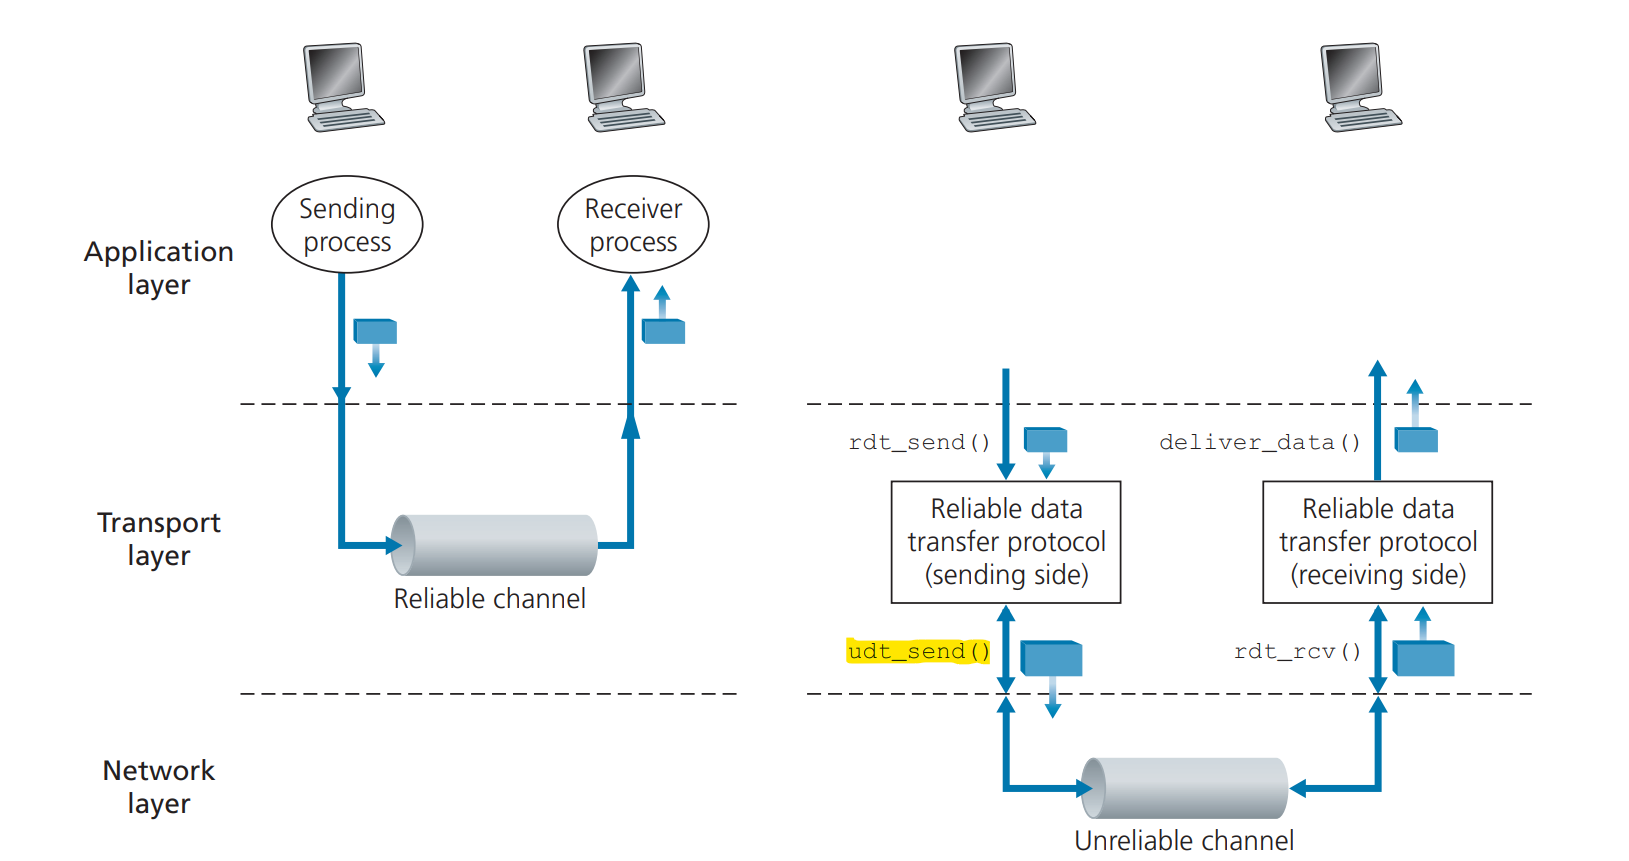 Sending
process
Receiver
process
Application
layer
rdt_send()
deliver_data()
Transport
layer
Reliable channel
Reliable data
transfer protocol
(sending side)
Reliable data
transfer protocol
(receiving side)
udt_send()
rdt_rcv()
Network
layer
Unreliable channel